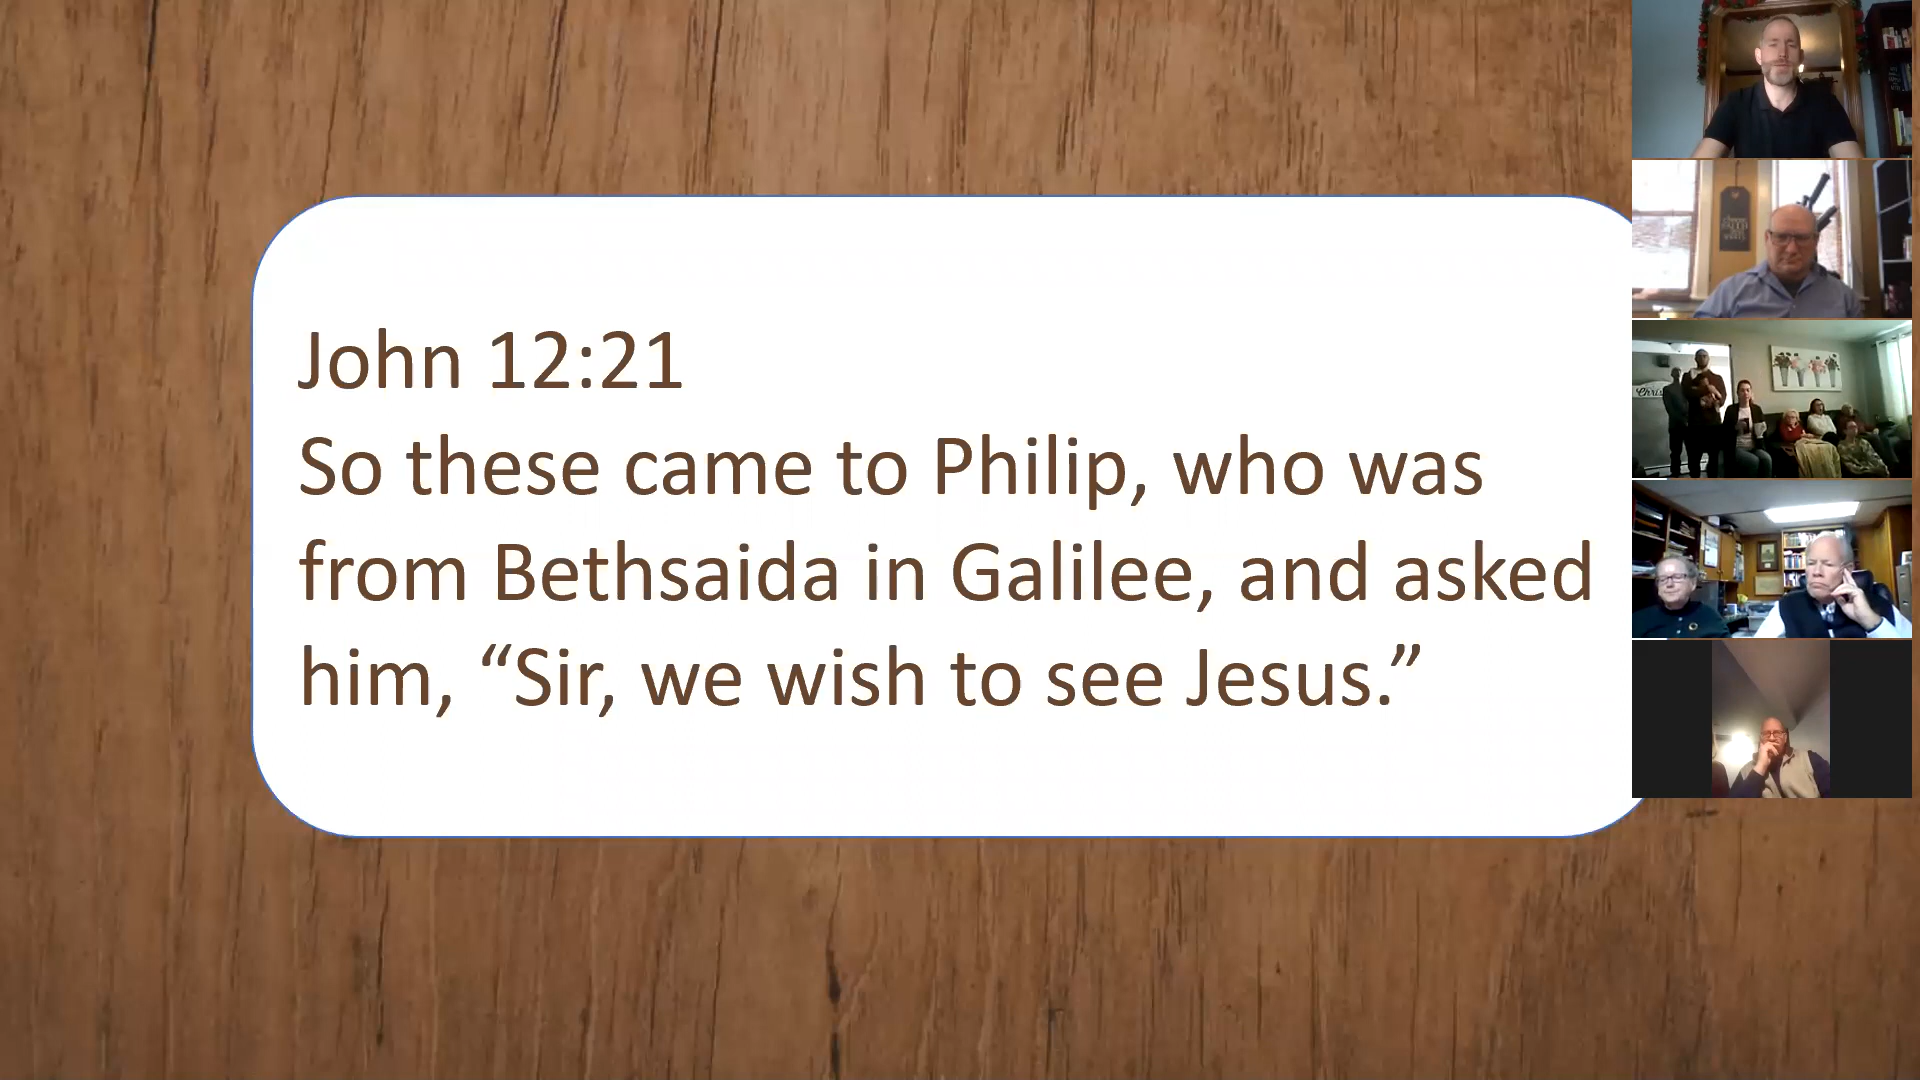 John 12:21
So these came to Philip, who was
from Bethsaida in Galilee, and asked
him, “Sir, we wish to see Jesus.”
FAITH